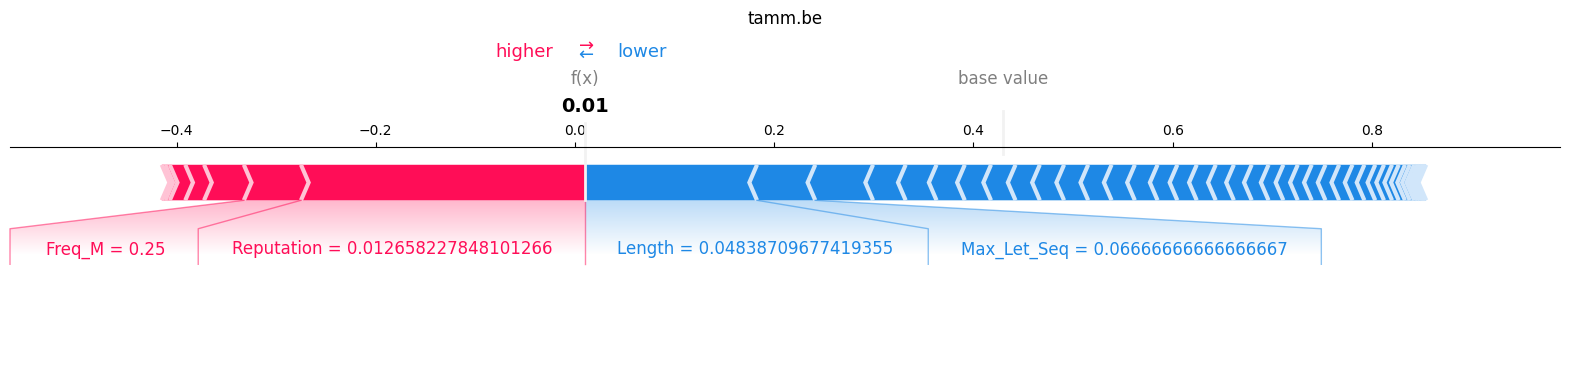 tamm.be
higher ⇄ lower
f(x) base value
0.01
−0.4 −0.2 0.0 0.2 0.4 0.6 0.8
Freq_M = 0.25 Reputation = 0.012658227848101266 Length = 0.04838709677419355 Max_Let_Seq = 0.06666666666666667